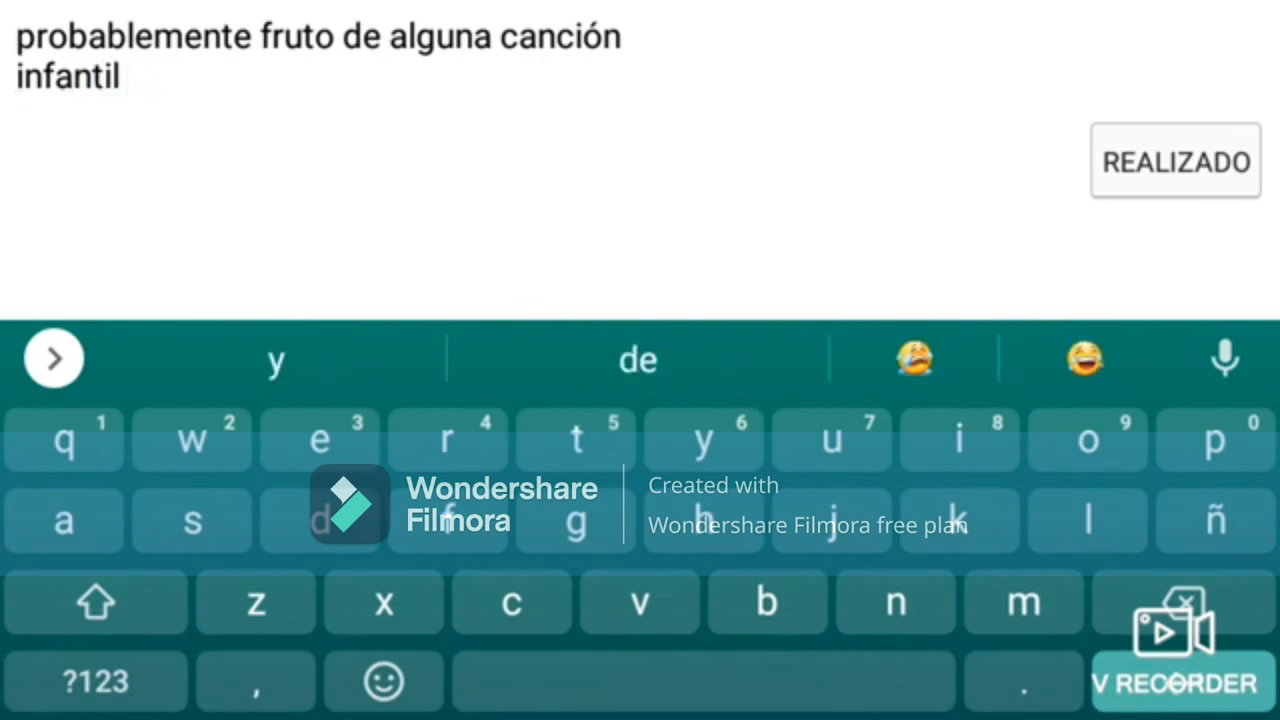 probablemente fruto de alguna canción
infantil
REALIZADO
y de
q 1 w 2 e 3 r 4 t 5 y 6 u 7 i 8 o 9 p 0
a s d f g h j k l ñ
Wondershare
Filmora
Created with
Wondershare Filmora free plan
z x c v b n m
?123 , .
V RECORDER